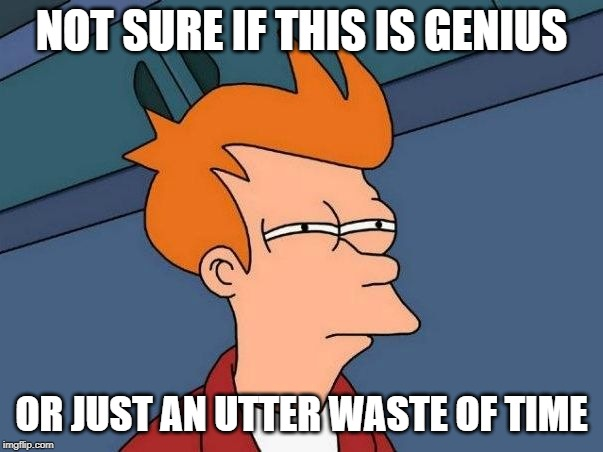 NOT SURE IF THIS IS GENIUS
OR JUST AN UTTER WASTE OF TIME
imgflip.com